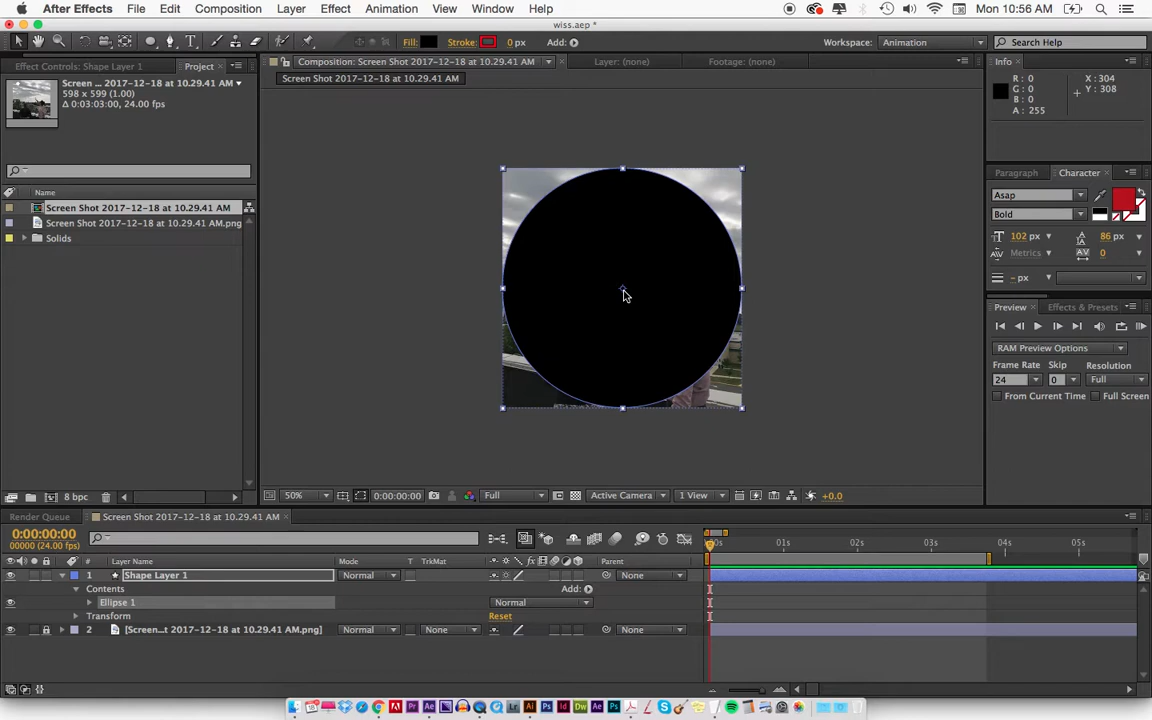 After Effects File Edit Composition Layer Effect Animation View Window Help Mon 10:56 AM
wiss.aep *
Fill: Stroke: 0 px Add: Workspace: Animation Search Help
Effect Controls: Shape Layer 1 Project Composition: Screen Shot 2017-12-18 at 10.29.41 AM Layer: (none) Footage: (none) Info
Screen Shot 2017-12-18 at 10.29.41 AM
Screen ... 2017-12-18 at 10.29.41 AM
598 x 599 (1.00)
Δ 0:03:03:00, 24.00 fps
R: 0 X: 304
G: 0 Y: 308
B: 0
A: 255
Paragraph Character
Name
Asap
Screen Shot 2017-12-18 at 10.29.41 AM
Bold
Screen Shot 2017-12-18 at 10.29.41 AM.png
102 px 86 px
Solids
Metrics 0
- px
Preview Effects & Presets
RAM Preview Options
Frame Rate Skip Resolution
24 0 Full
From Current Time Full Screen
8 bpc 50% 0:00:00:00 Full Active Camera 1 View +0.0
Render Queue Screen Shot 2017-12-18 at 10.29.41 AM
0:00:00:00
00000 (24.00 fps)
0s 01s 02s 03s 04s 05s
# Layer Name Mode T TrkMat Parent
1 Shape Layer 1 Normal None
Contents Add:
Ellipse 1 Normal
Transform Reset
2 [Screen...t 2017-12-18 at 10.29.41 AM.png] Normal None None